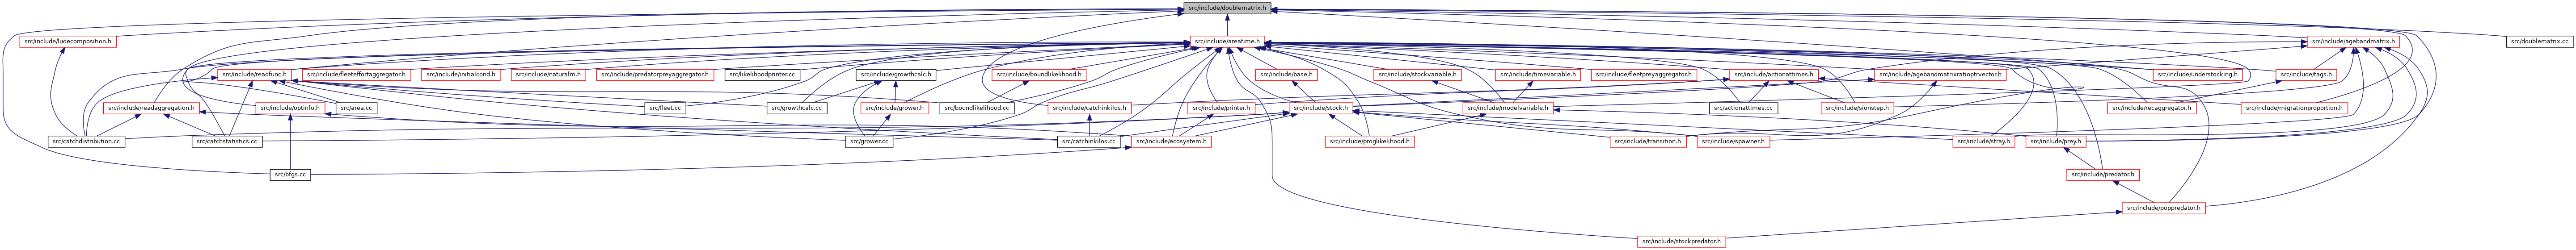 src/include/doublematrix.h
src/include/ludecomposition.h
src/include/areatime.h
src/include/agebandmatrix.h
src/doublematrix.cc
src/include/readfunc.h
src/include/fleeteffortaggregator.h
src/include/initialcond.h
src/include/naturalm.h
src/include/predatorpreyaggregator.h
src/likelihoodprinter.cc
src/include/growthcalc.h
src/include/boundlikelihood.h
src/include/base.h
src/include/stockvariable.h
src/include/timevariable.h
src/include/fleetpreyaggregator.h
src/include/actionattimes.h
src/include/agebandmatrixratioptrvector.h
src/include/understocking.h
src/include/tags.h
src/include/readaggregation.h
src/include/optinfo.h
src/area.cc
src/fleet.cc
src/growthcalc.cc
src/include/grower.h
src/boundlikelihood.cc
src/include/catchinkilos.h
src/include/printer.h
src/include/stock.h
src/include/modelvariable.h
src/actionattimes.cc
src/include/sionstep.h
src/include/recaggregator.h
src/include/migrationproportion.h
src/catchdistribution.cc
src/catchstatistics.cc
src/grower.cc
src/catchinkilos.cc
src/include/ecosystem.h
src/include/proglikelihood.h
src/include/transition.h
src/include/spawner.h
src/include/stray.h
src/include/prey.h
src/bfgs.cc
src/include/predator.h
src/include/poppredator.h
src/include/stockpredator.h